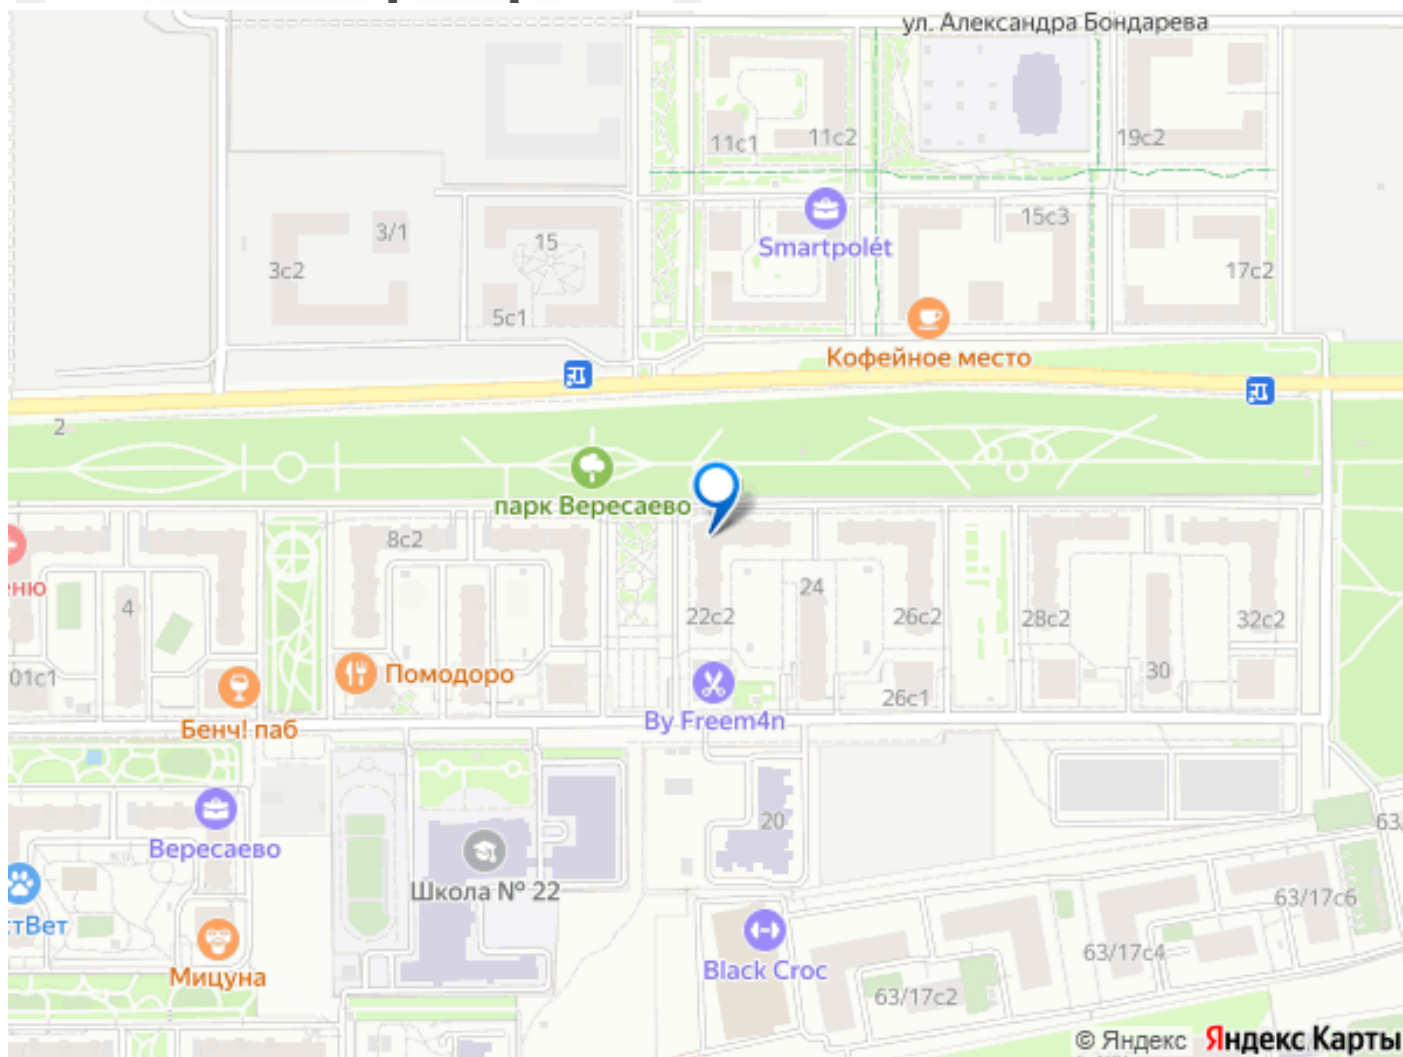 ул. Александра Бондарева
11с1
11с2
19с2
3/1
15
15с3
Smartpolét
3с2
17с2
5с1
Кофейное место
2
парк Вересаево
8с2
ню
4
22с2
24
26с2
28с2
32с2
01с1
Помодоро
30
26с1
By Freem4n
Бенч! паб
20
63,
Вересаево
Школа № 22
63/17с6
тВет
63/17с4
Мицуна
Black Croc
63/17с2
© Яндекс Яндекс Карты